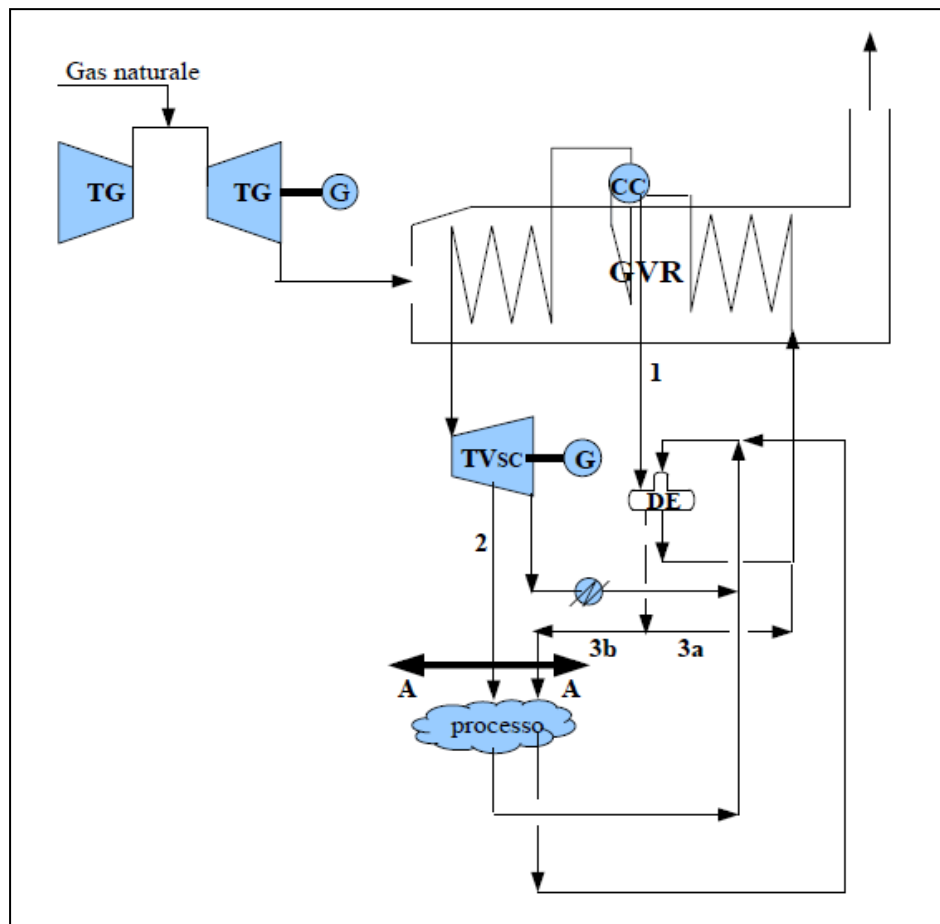 Gas naturale
TG
TG
G
CC
GVR
1
TVSC
G
DE
2
3b
3a
A
A
processo